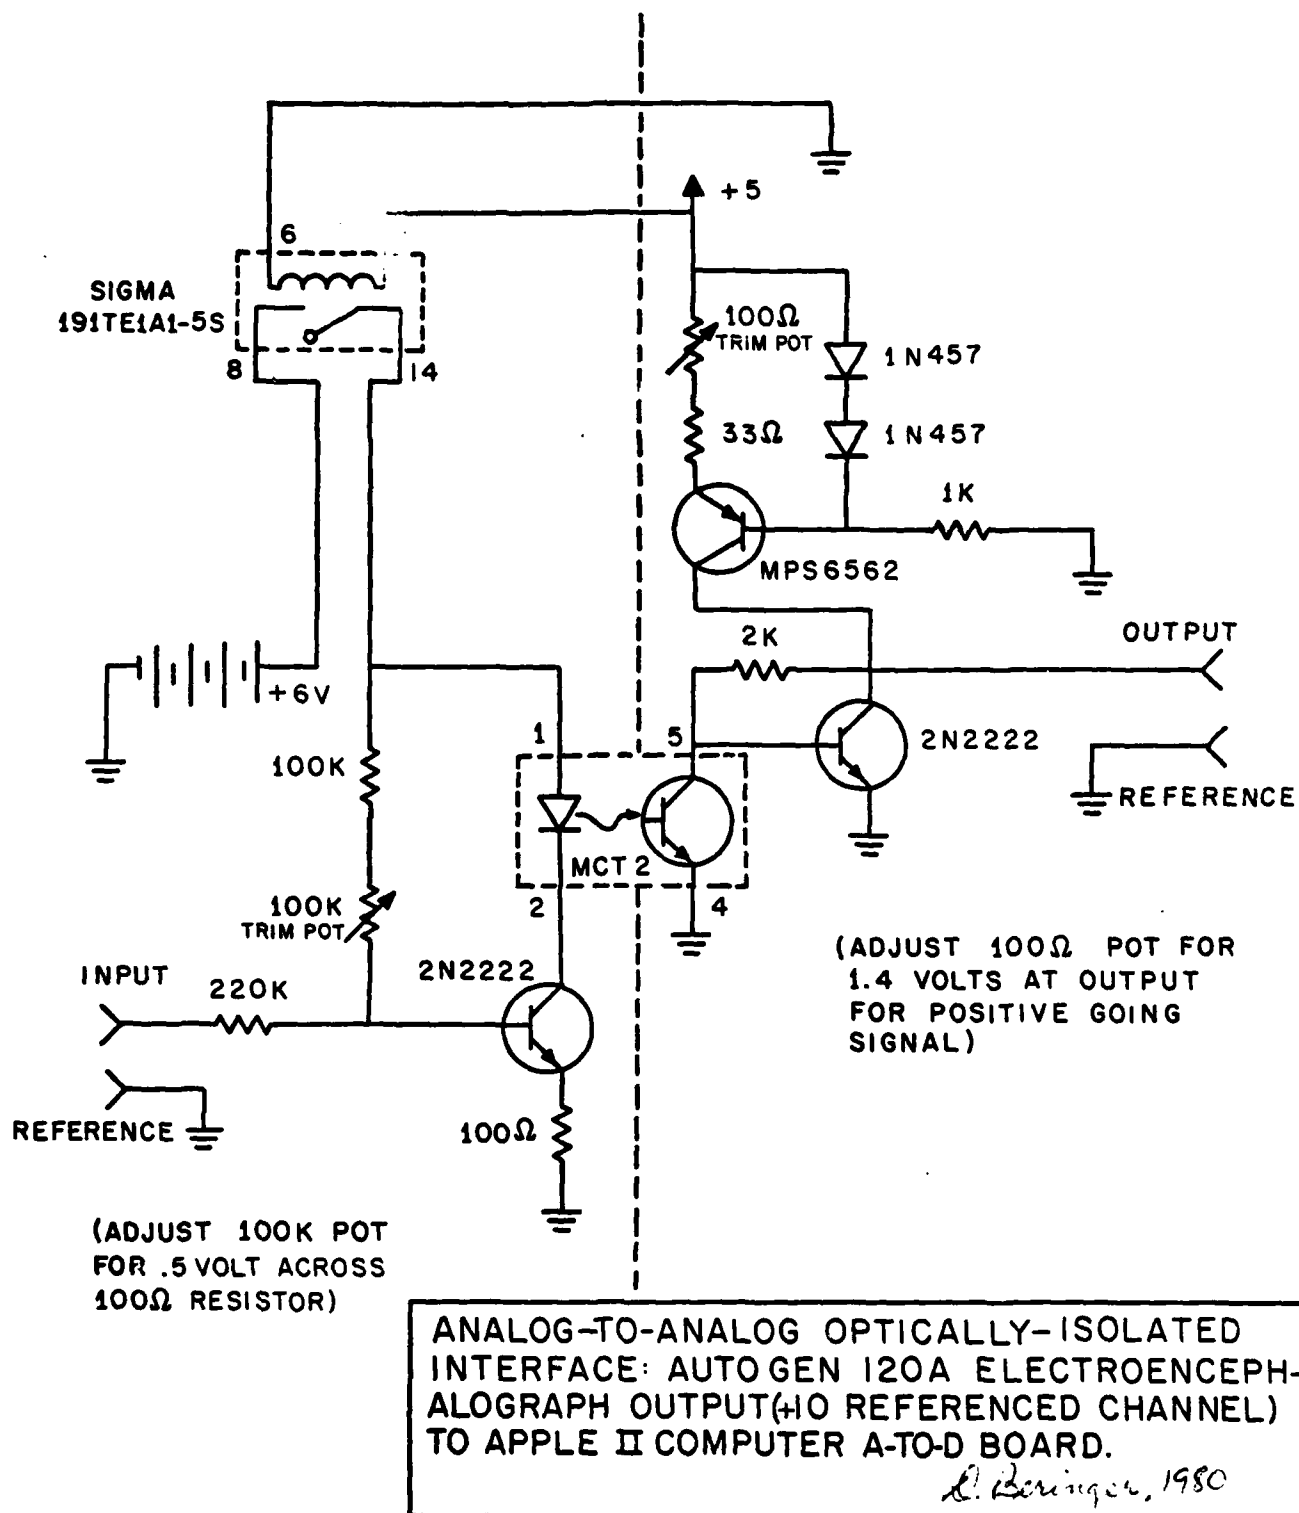 +5
6
SIGMA
191TE1A1-5S
8
14
100Ω
TRIM POT
1N457
33Ω
1N457
1K
MPS6562
2K
OUTPUT
+6V
1
5
2N2222
100K
REFERENCE
MCT2
2
4
100K
TRIM POT
INPUT
220K
2N2222
(ADJUST 100Ω POT FOR
1.4 VOLTS AT OUTPUT
FOR POSITIVE GOING
SIGNAL)
REFERENCE
100Ω
(ADJUST 100K POT
FOR .5 VOLT ACROSS
100Ω RESISTOR)
ANALOG-TO-ANALOG OPTICALLY-ISOLATED
INTERFACE: AUTOGEN 120A ELECTROENCEPH-
ALOGRAPH OUTPUT(+10 REFERENCED CHANNEL)
TO APPLE II COMPUTER A-TO-D BOARD.
D. Beringer, 1980